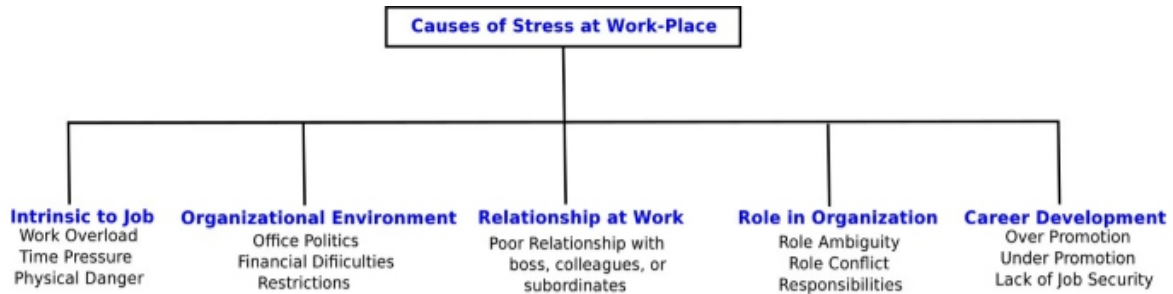 Causes of Stress at Work-Place
Intrinsic to Job
Work Overload
Time Pressure
Physical Danger
Organizational Environment
Office Politics
Financial Difiiculties
Restrictions
Relationship at Work
Poor Relationship with
boss, colleagues, or
subordinates
Role in Organization
Role Ambiguity
Role Conflict
Responsibilities
Career Development
Over Promotion
Under Promotion
Lack of Job Security